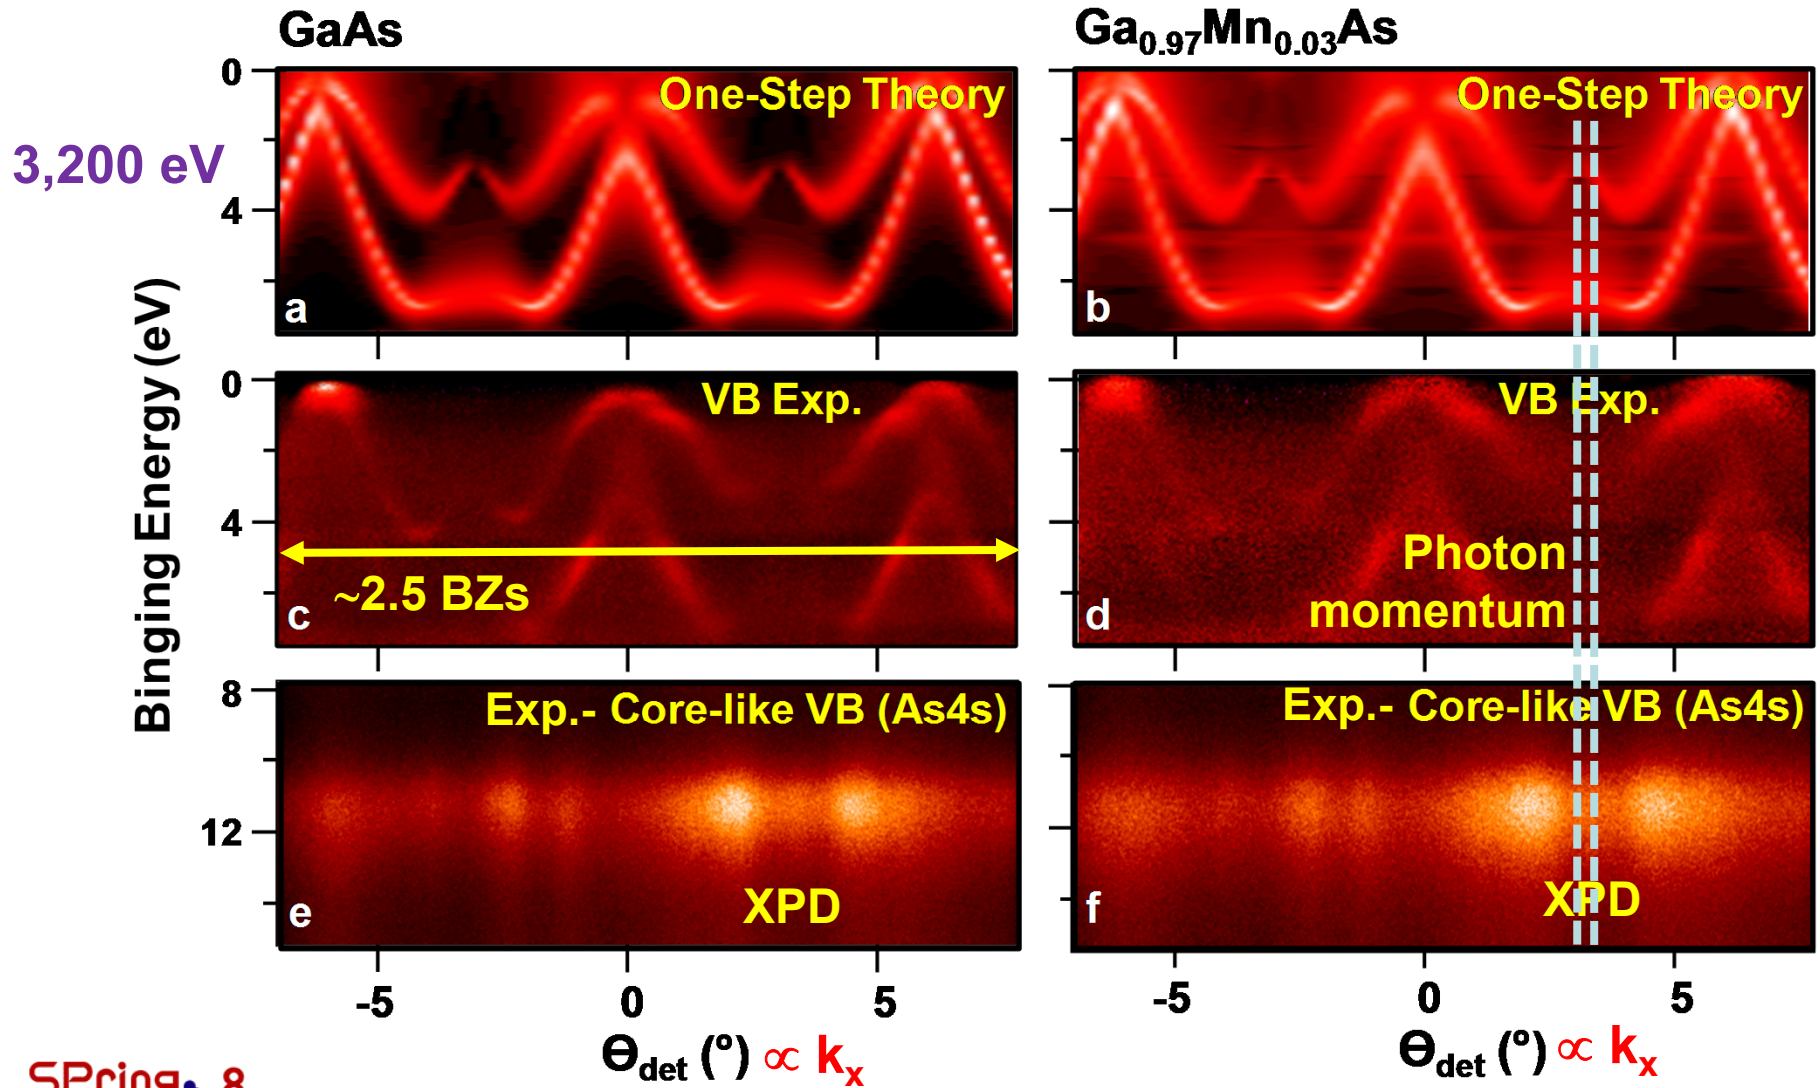 GaAs
Ga0.97Mn0.03As
3,200 eV
Binging Energy (eV)
0
4
One-Step Theory
a
One-Step Theory
b
0
4
VB Exp.
~2.5 BZs
c
VB Exp.
Photon
momentum
d
8
12
Exp.- Core-like VB (As4s)
XPD
e
Exp.- Core-like VB (As4s)
XPD
f
-5
0
5
-5
0
5
Θdet (º) ∝ kx
Θdet (º) ∝ kx
SPring-8